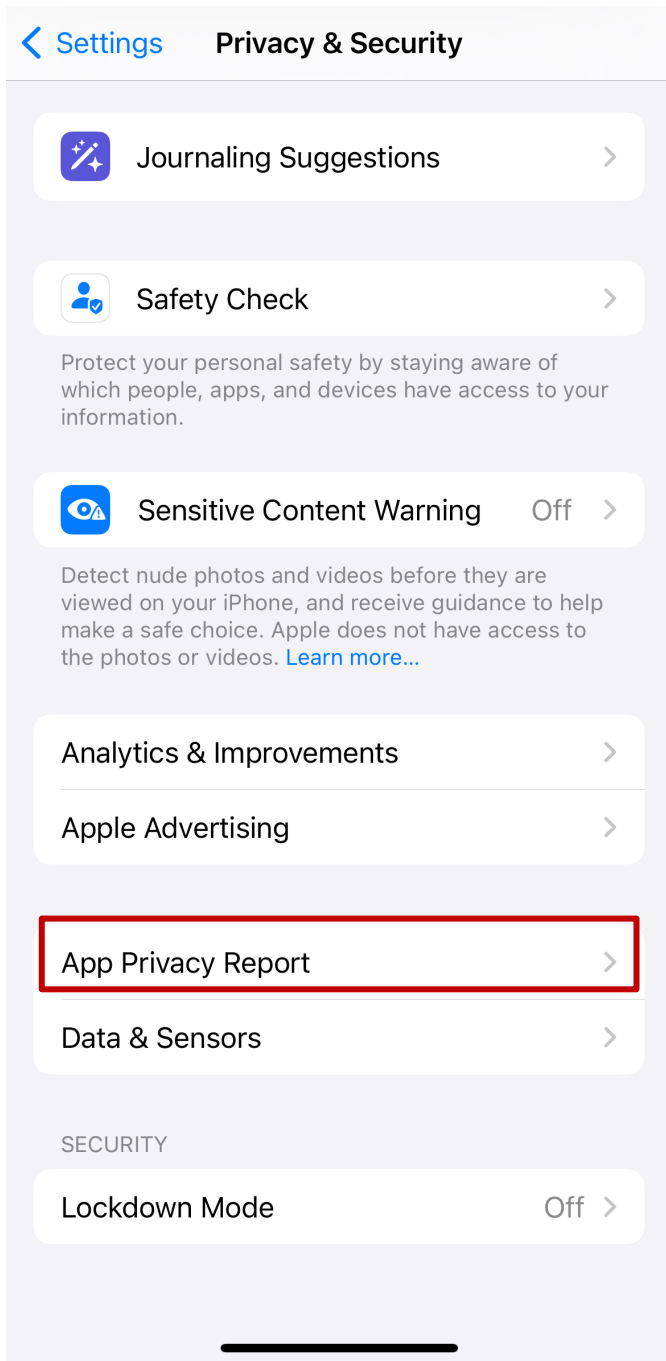 Settings
Privacy & Security
Journaling Suggestions
Safety Check
Protect your personal safety by staying aware of
which people, apps, and devices have access to your
information.
Sensitive Content Warning Off
Detect nude photos and videos before they are
viewed on your iPhone, and receive guidance to help
make a safe choice. Apple does not have access to
the photos or videos. Learn more...
Analytics & Improvements
Apple Advertising
App Privacy Report
Data & Sensors
SECURITY
Lockdown Mode Off